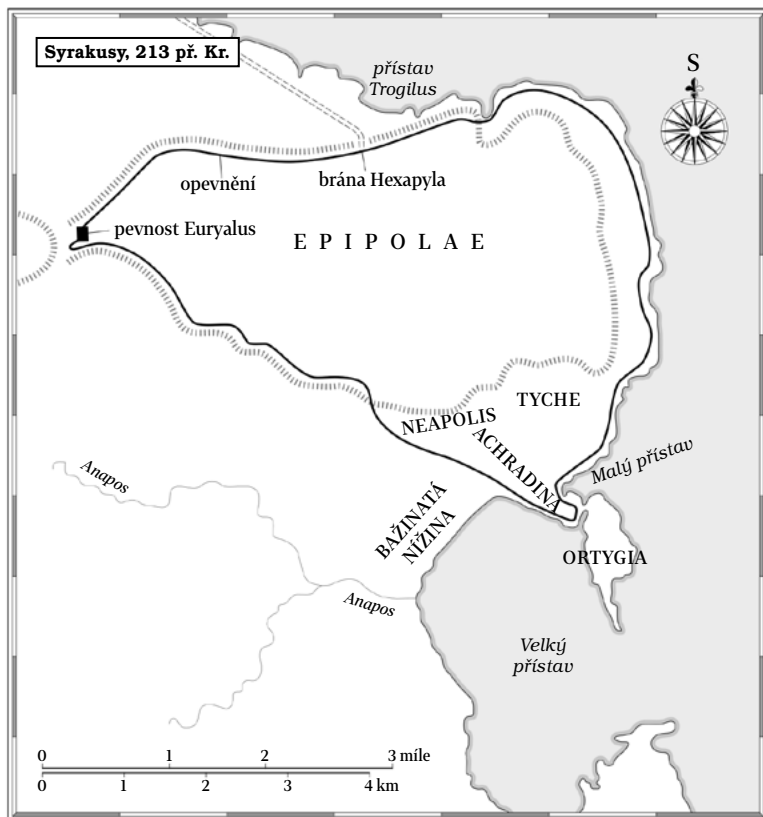 Syrakusy, 213 př. Kr.
přístav
Trogilus
S
opevnění
brána Hexapyla
pevnost Euryalus
EPIPOLAE
TYCHE
NEAPOLIS
ACHRADINA
Malý přístav
Anapos
BAŽINATÁ
NÍŽINA
ORTYGIA
Anapos
Velký
přístav
0 1 2 3 míle
0 1 2 3 4 km